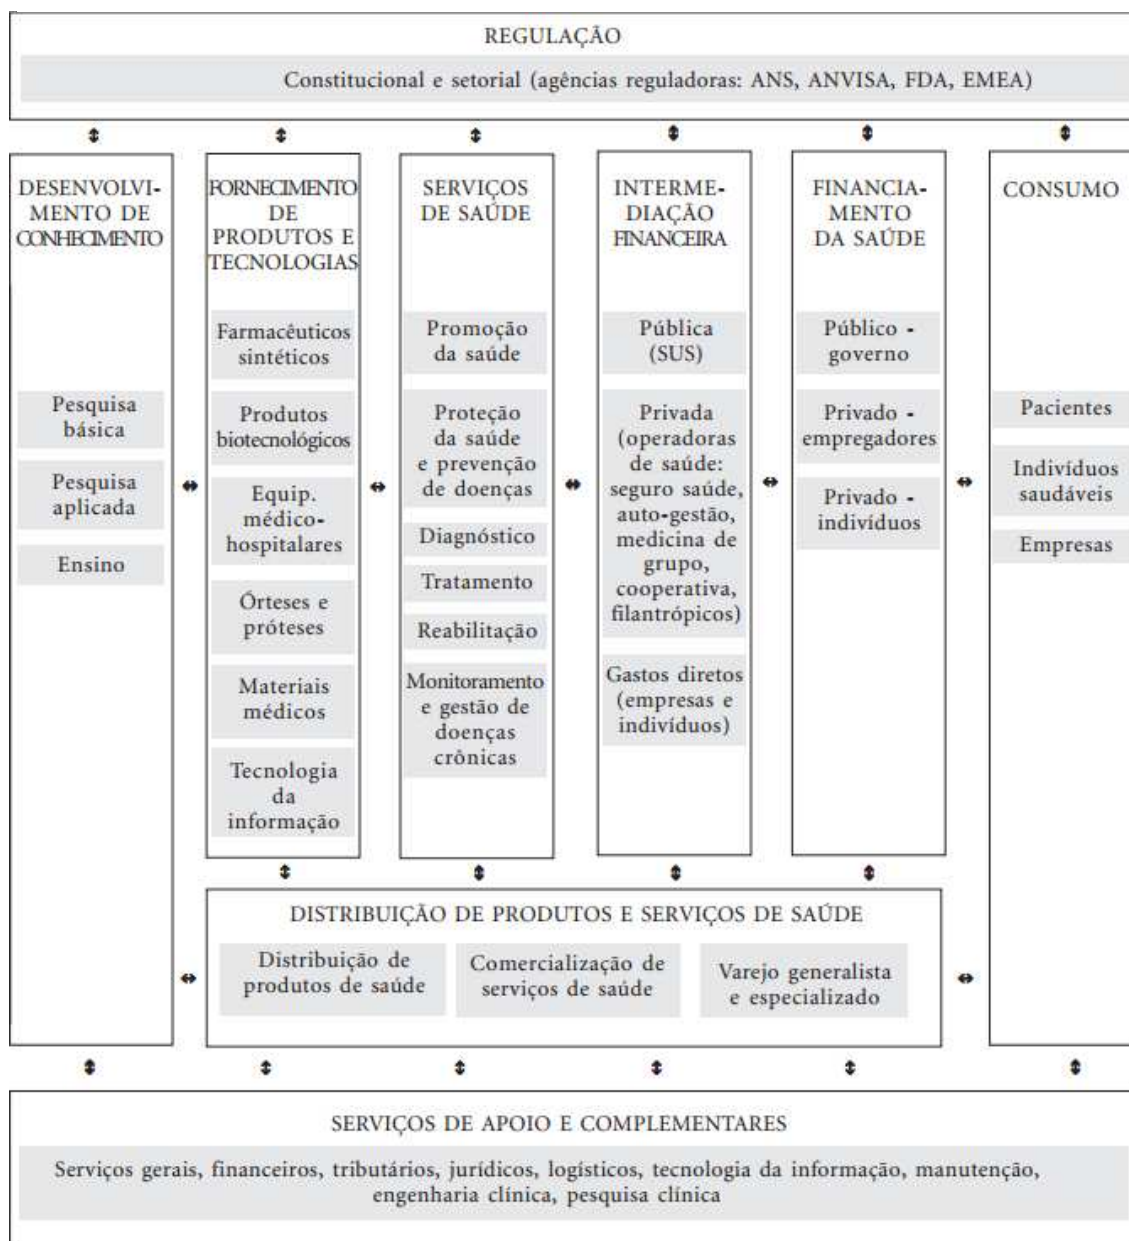 REGULAÇÃO
Constitucional e setorial (agências reguladoras: ANS, ANVISA, FDA, EMEA)
DESENVOLVI-
MENTO DE
CONHECIMENTO
Pesquisa
básica
Pesquisa
aplicada
Ensino
FORNECIMENTO
DE
PRODUTOS E
TECNOLOGIAS
Farmacêuticos
sintéticos
Produtos
biotecnológicos
Equip.
médico-
hospitalares
Órteses e
próteses
Materiais
médicos
Tecnologia
da
informação
SERVIÇOS
DE SAÚDE
Promoção
da saúde
Proteção
da saúde
e prevenção
de doenças
Diagnóstico
Tratamento
Reabilitação
Monitoramento
e gestão de
doenças
crônicas
INTERME-
DIAÇÃO
FINANCEIRA
Pública
(SUS)
Privada
(operadoras
de saúde:
seguro saúde,
auto-gestão,
medicina de
grupo,
cooperativa,
filantrópicos)
Gastos diretos
(empresas e
indivíduos)
FINANCIA-
MENTO
DA SAÚDE
Público -
governo
Privado -
empregadores
Privado -
indivíduos
CONSUMO
Pacientes
Indivíduos
saudáveis
Empresas
DISTRIBUIÇÃO DE PRODUTOS E SERVIÇOS DE SAÚDE
Distribuição de
produtos de saúde
Comercialização de
serviços de saúde
Varejo generalista
e especializado
SERVIÇOS DE APOIO E COMPLEMENTARES
Serviços gerais, financeiros, tributários, jurídicos, logísticos, tecnologia da informação, manutenção,
engenharia clínica, pesquisa clínica